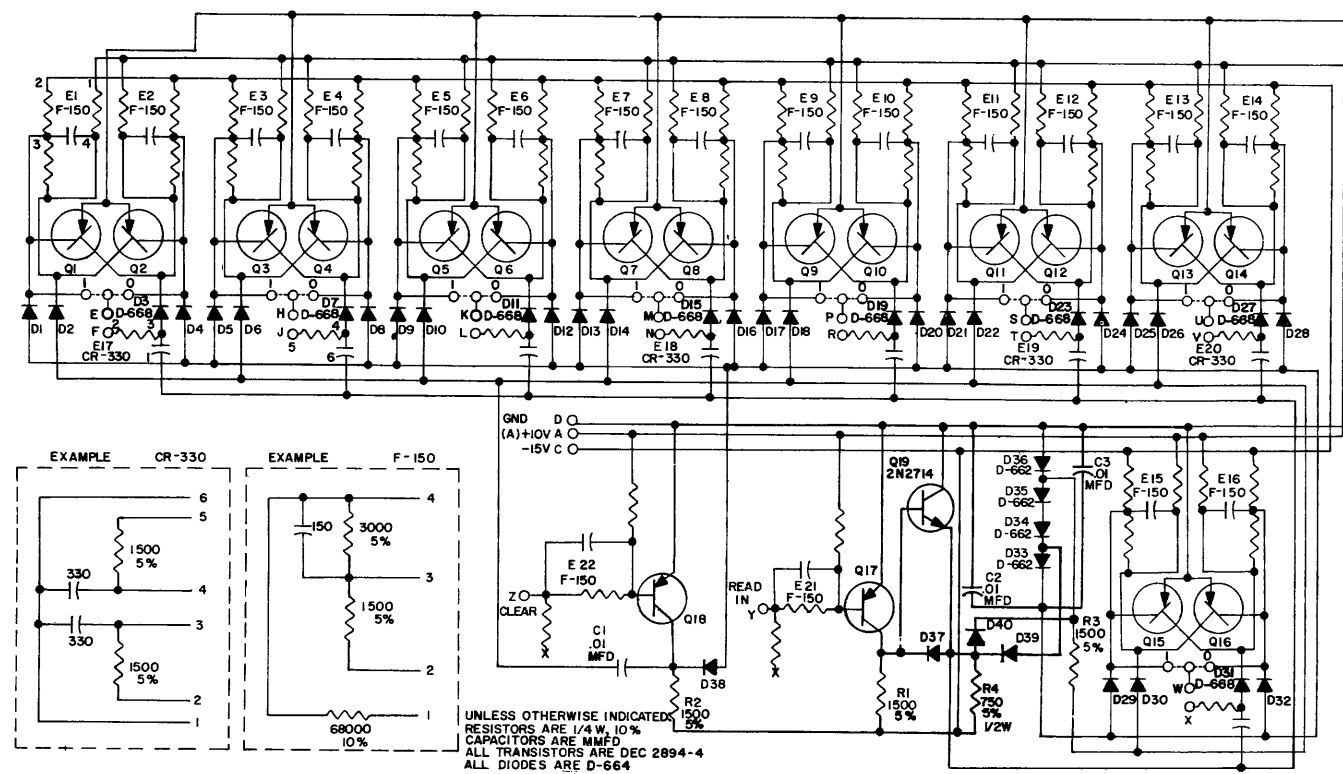 2 E1 1 E2
F-150 F-150
E3 E4
F-150 F-150
E5 E6
F-150 F-150
E7 E8
F-150 F-150
E9 E10
F-150 F-150
E11 E12
F-150 F-150
E13 E14
F-150 F-150
3 4
Q1 Q2
Q3 Q4
Q5 Q6
Q7 Q8
Q9 Q10
Q11 Q12
Q13 Q14
1 0
1 0
1 0
1 0
1 0
1 0
1 0
D1 D2 E D3 D-668 D4
F 2 3
E17 CR-330 1
D5 D6 H D7 D-668 D8
J 4
5 6
D9 D10 K D11 D-668 D12
L
D13 D14 M D15 D-668 D16
N
E18 CR-330
D17 D18 P D19 D-668 D20
R
D21 D22 S D23 D-668 D24
T
E19 CR-330
D25 D26 U D27 D-668 D28
V
E20 CR-330
GND D
(A)+10V A
-15V C
EXAMPLE CR-330
6
5
1500
5%
330
4
330
3
1500
5%
2
1
EXAMPLE F-150
4
150
3000
5%
3
1500
5%
2
1
68000
10%
Z
CLEAR
E22
F-150
Q18
C1
.01
MFD
D38
R2
1500
5%
READ
IN
Y
E21
F-150
Q17
Q19
2N2714
D37
R1
1500
5%
D40
D39
R4
750
5%
1/2W
C2
.01
MFD
D36
D-662
D35
D-662
D34
D-662
D33
D-662
C3
.01
MFD
R3
1500
5%
E15 E16
F-150 F-150
Q15 Q16
1 0
D29 D30 W D31 D-668 D32
X
X
X
UNLESS OTHERWISE INDICATED
RESISTORS ARE 1/4 W, 10%
CAPACITORS ARE MMFD
ALL TRANSISTORS ARE DEC 2894-4
ALL DIODES ARE D-664